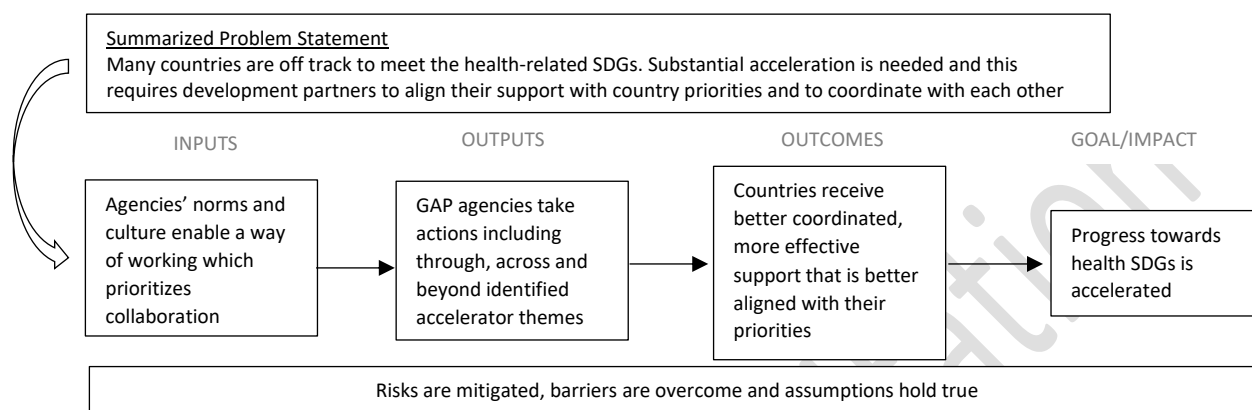 Summarized Problem Statement
Many countries are off track to meet the health-related SDGs. Substantial acceleration is needed and this
requires development partners to align their support with country priorities and to coordinate with each other
INPUTS
OUTPUTS
OUTCOMES
GOAL/IMPACT
Agencies’ norms and
culture enable a way
of working which
prioritizes
collaboration
GAP agencies take
actions including
through, across and
beyond identified
accelerator themes
Countries receive
better coordinated,
more effective
support that is better
aligned with their
priorities
Progress towards
health SDGs is
accelerated
Risks are mitigated, barriers are overcome and assumptions hold true